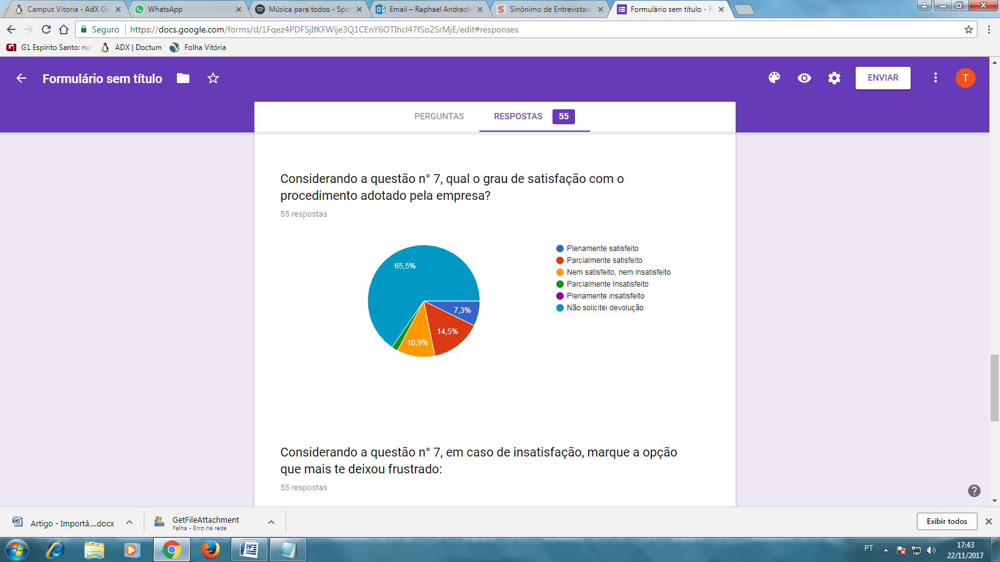 Campus Vitoria - AdX Ge
WhatsApp
Música para todos - Spo
Email – Raphael Andrade
Sinônimo de Entrevistad
Formulário sem título - F
Seguro
https://docs.google.com/forms/d/1Fqez4PDFSjIfKFWije3Q1CEnY6OTIhcl47fSo2SrMjE/edit#responses
G1 Espírito Santo: no
ADX | Doctum
Folha Vitória
Formulário sem título
ENVIAR
T
PERGUNTAS
RESPOSTAS
55
Considerando a questão n° 7, qual o grau de satisfação com o
procedimento adotado pela empresa?
55 respostas
65,5%
7,3%
14,5%
10,9%
Plenamente satisfeito
Parcialmente satisfeito
Nem satisfeito, nem insatisfeito
Parcialmente Insatisfeito
Plenamente insatisfeito
Não solicitei devolução
Considerando a questão n° 7, em caso de insatisfação, marque a opção
que mais te deixou frustrado:
55 respostas
Artigo - Importâ....docx
GetFileAttachment
Falha - Erro na rede
Exibir todos
PT
17:43
22/11/2017